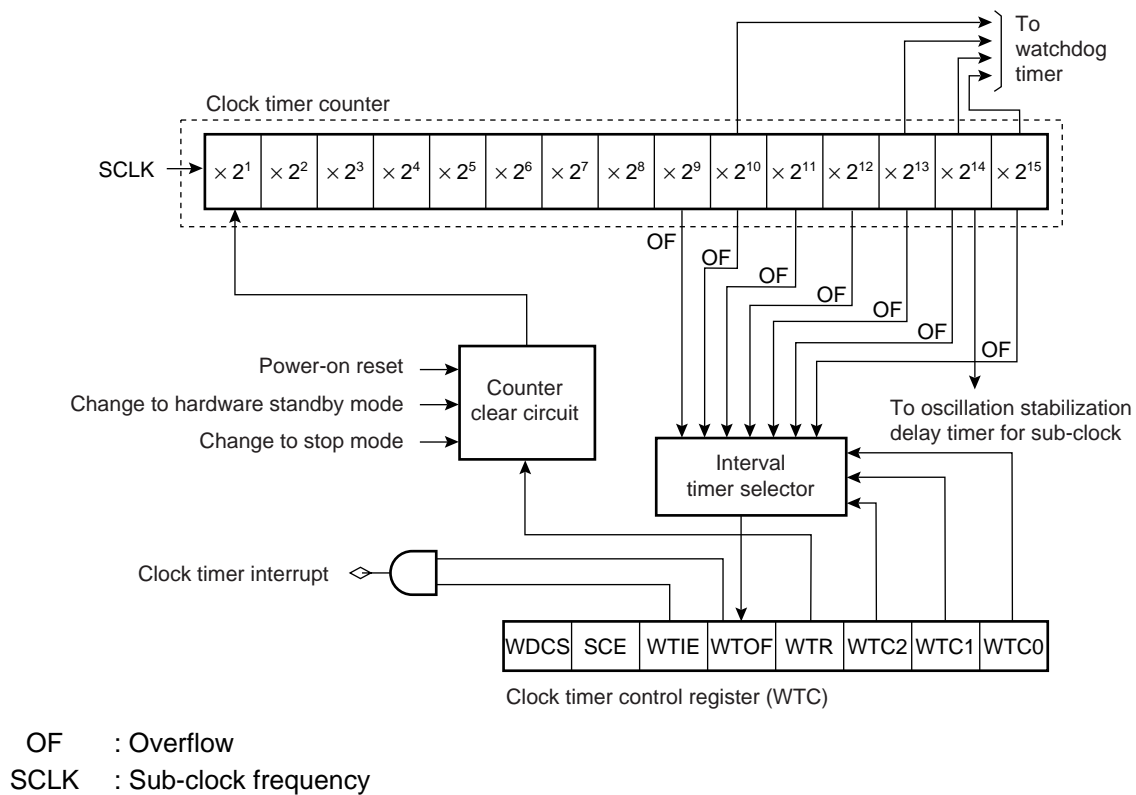 To
watchdog
timer
Clock timer counter
SCLK
× 2¹ × 2² × 2³ × 2⁴ × 2⁵ × 2⁶ × 2⁷ × 2⁸ × 2⁹ × 2¹⁰ × 2¹¹ × 2¹² × 2¹³ × 2¹⁴ × 2¹⁵
OF
OF
OF
OF
OF
OF
OF
Power-on reset
Change to hardware standby mode
Change to stop mode
Counter
clear circuit
To oscillation stabilization
delay timer for sub-clock
Interval
timer selector
Clock timer interrupt
WDCS SCE WTIE WTOF WTR WTC2 WTC1 WTC0
Clock timer control register (WTC)
OF : Overflow
SCLK : Sub-clock frequency